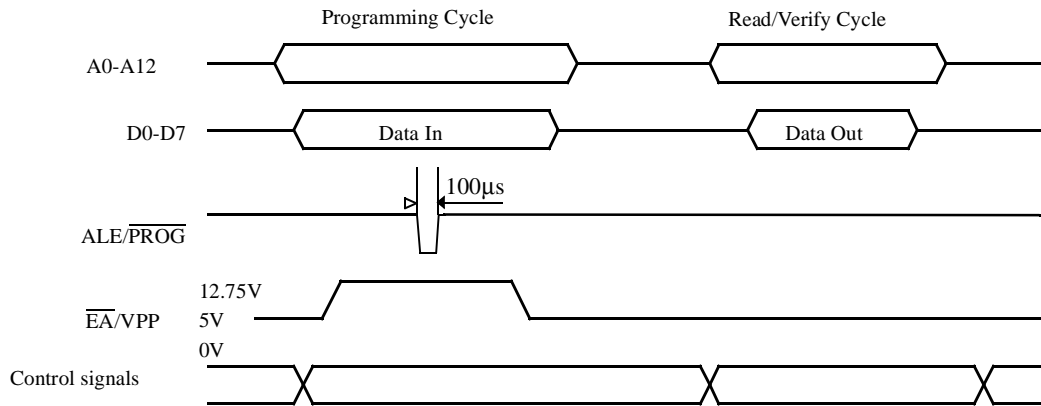 Programming Cycle
Read/Verify Cycle
A0-A12
D0-D7
Data In
Data Out
100μs
ALE/PROG
12.75V
EA/VPP
5V
0V
Control signals